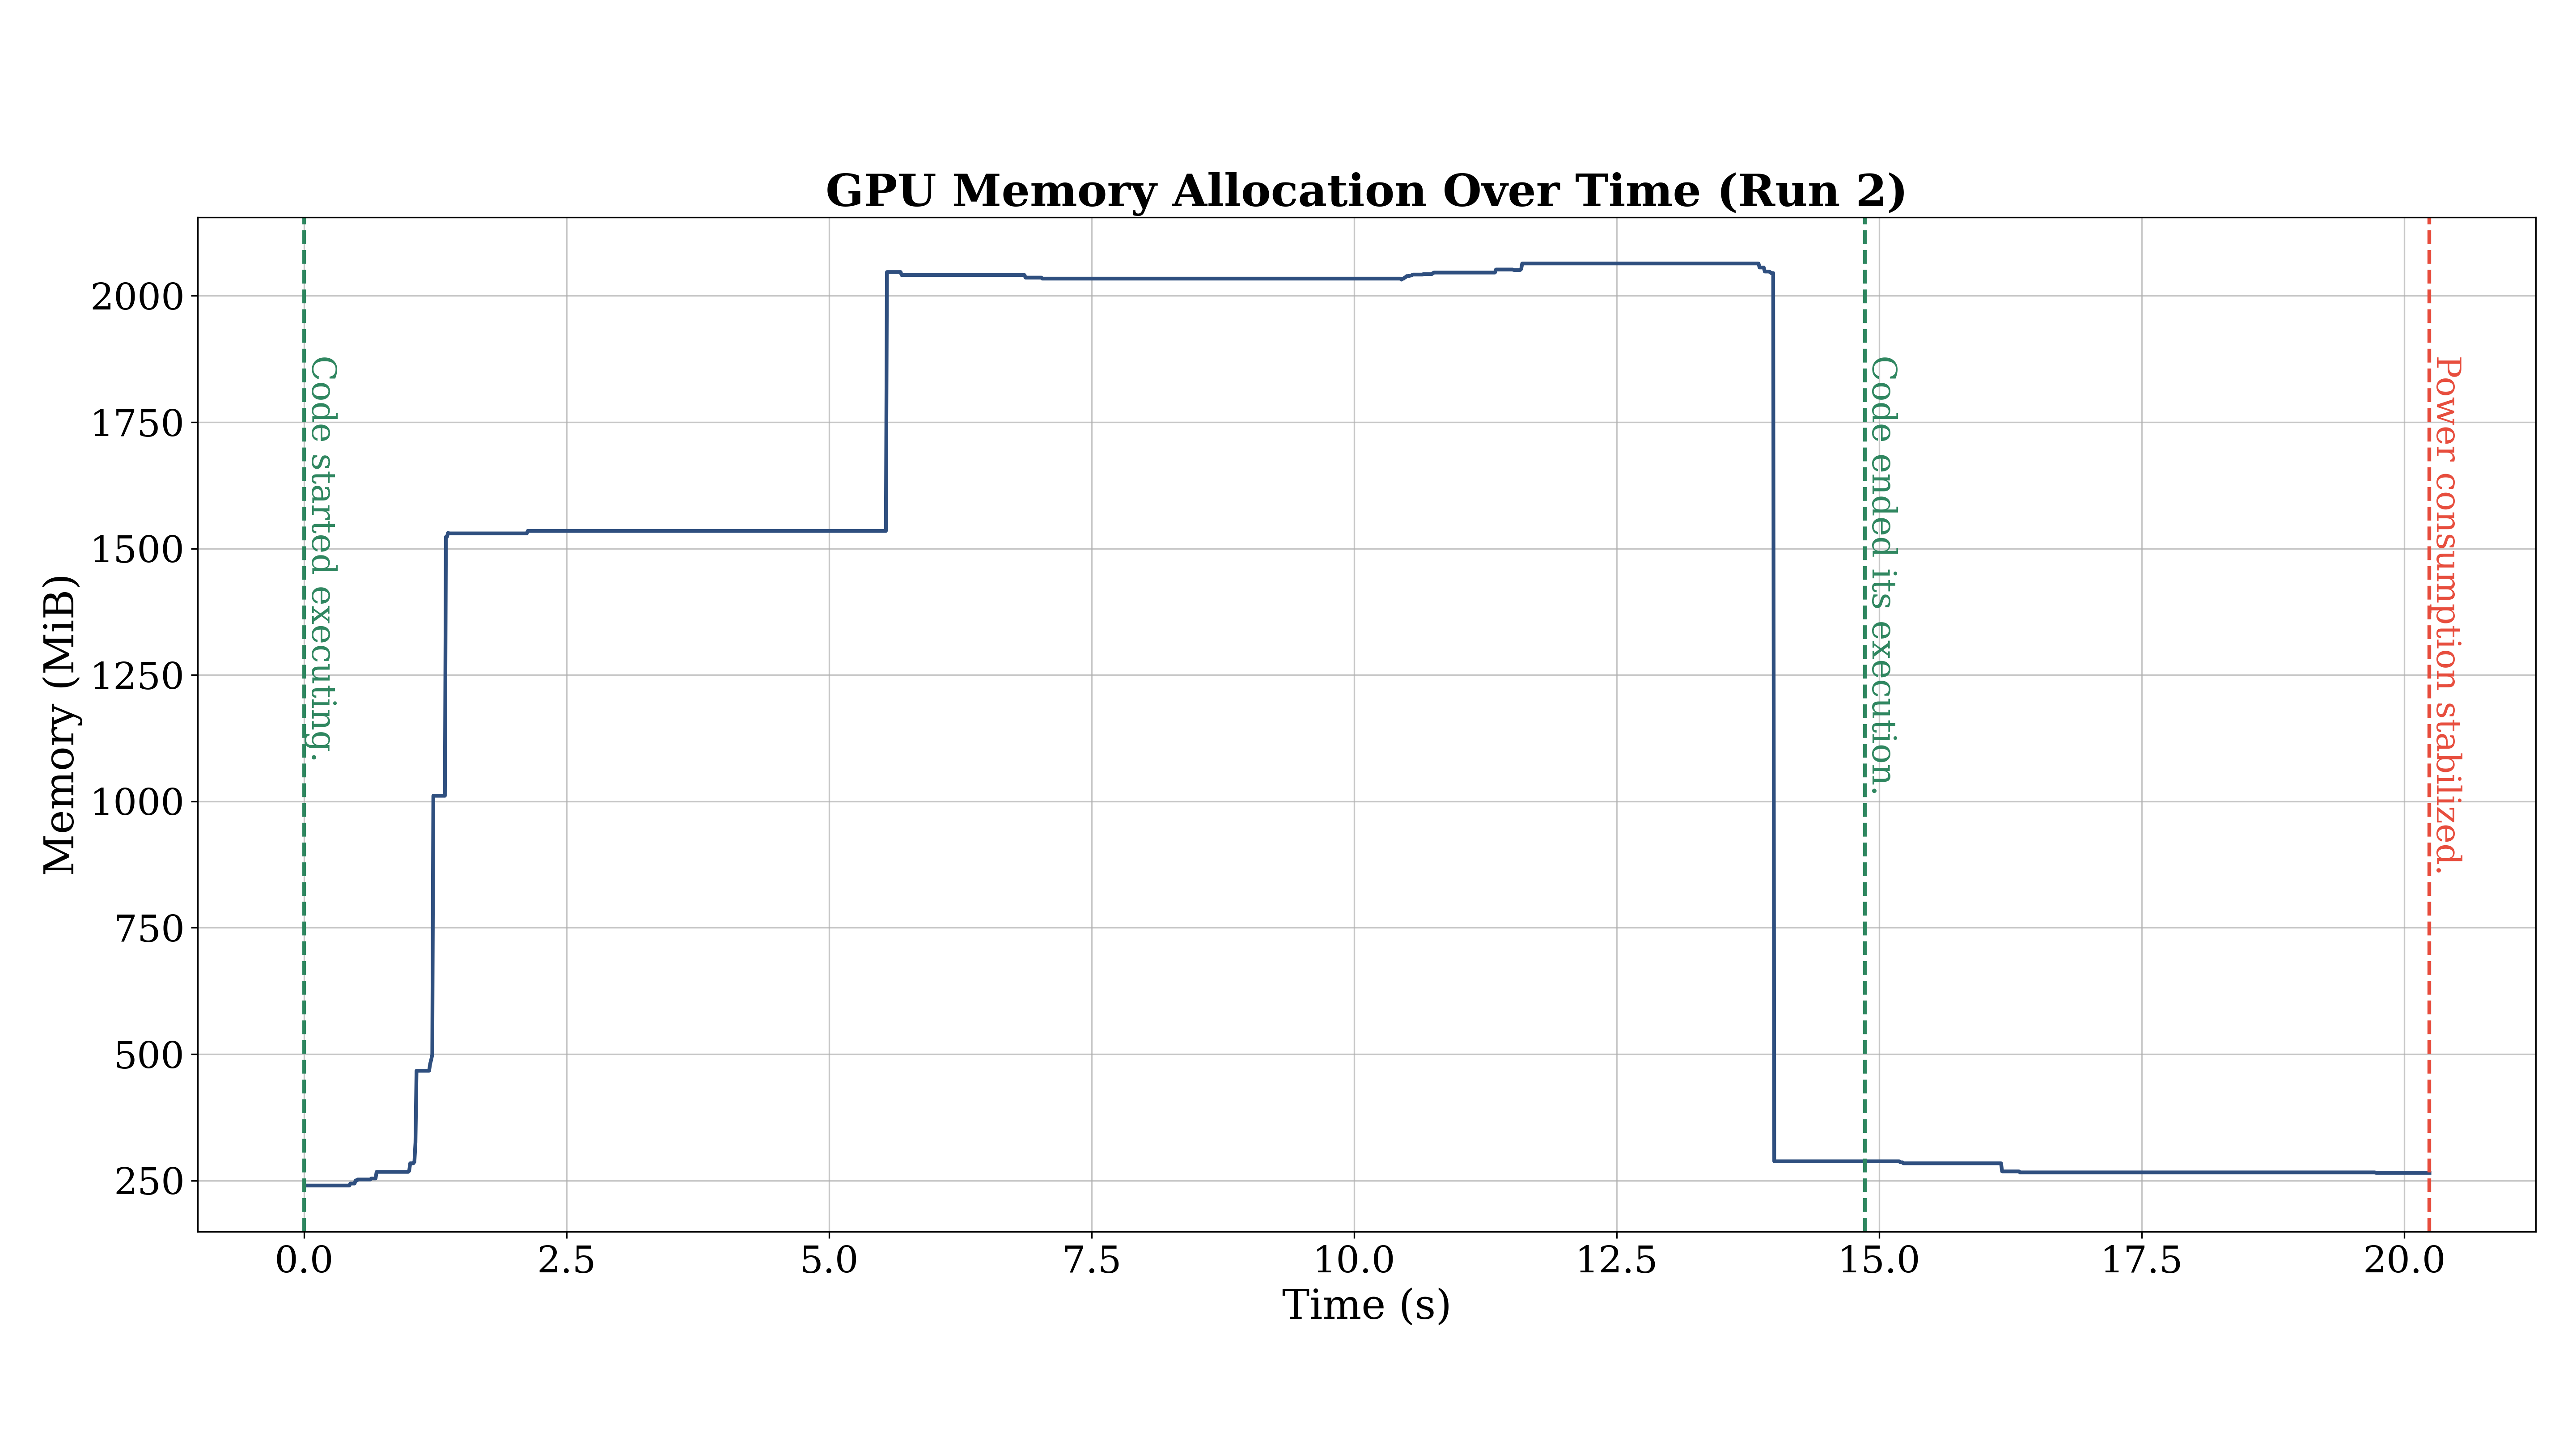 GPU Memory Allocation Over Time (Run 2)
Memory (MiB)
2000
1750
1500
1250
1000
750
500
250
Code started executing.
Code ended its execution.
Power consumption stabilized.
0.0 2.5 5.0 7.5 10.0 12.5 15.0 17.5 20.0
Time (s)